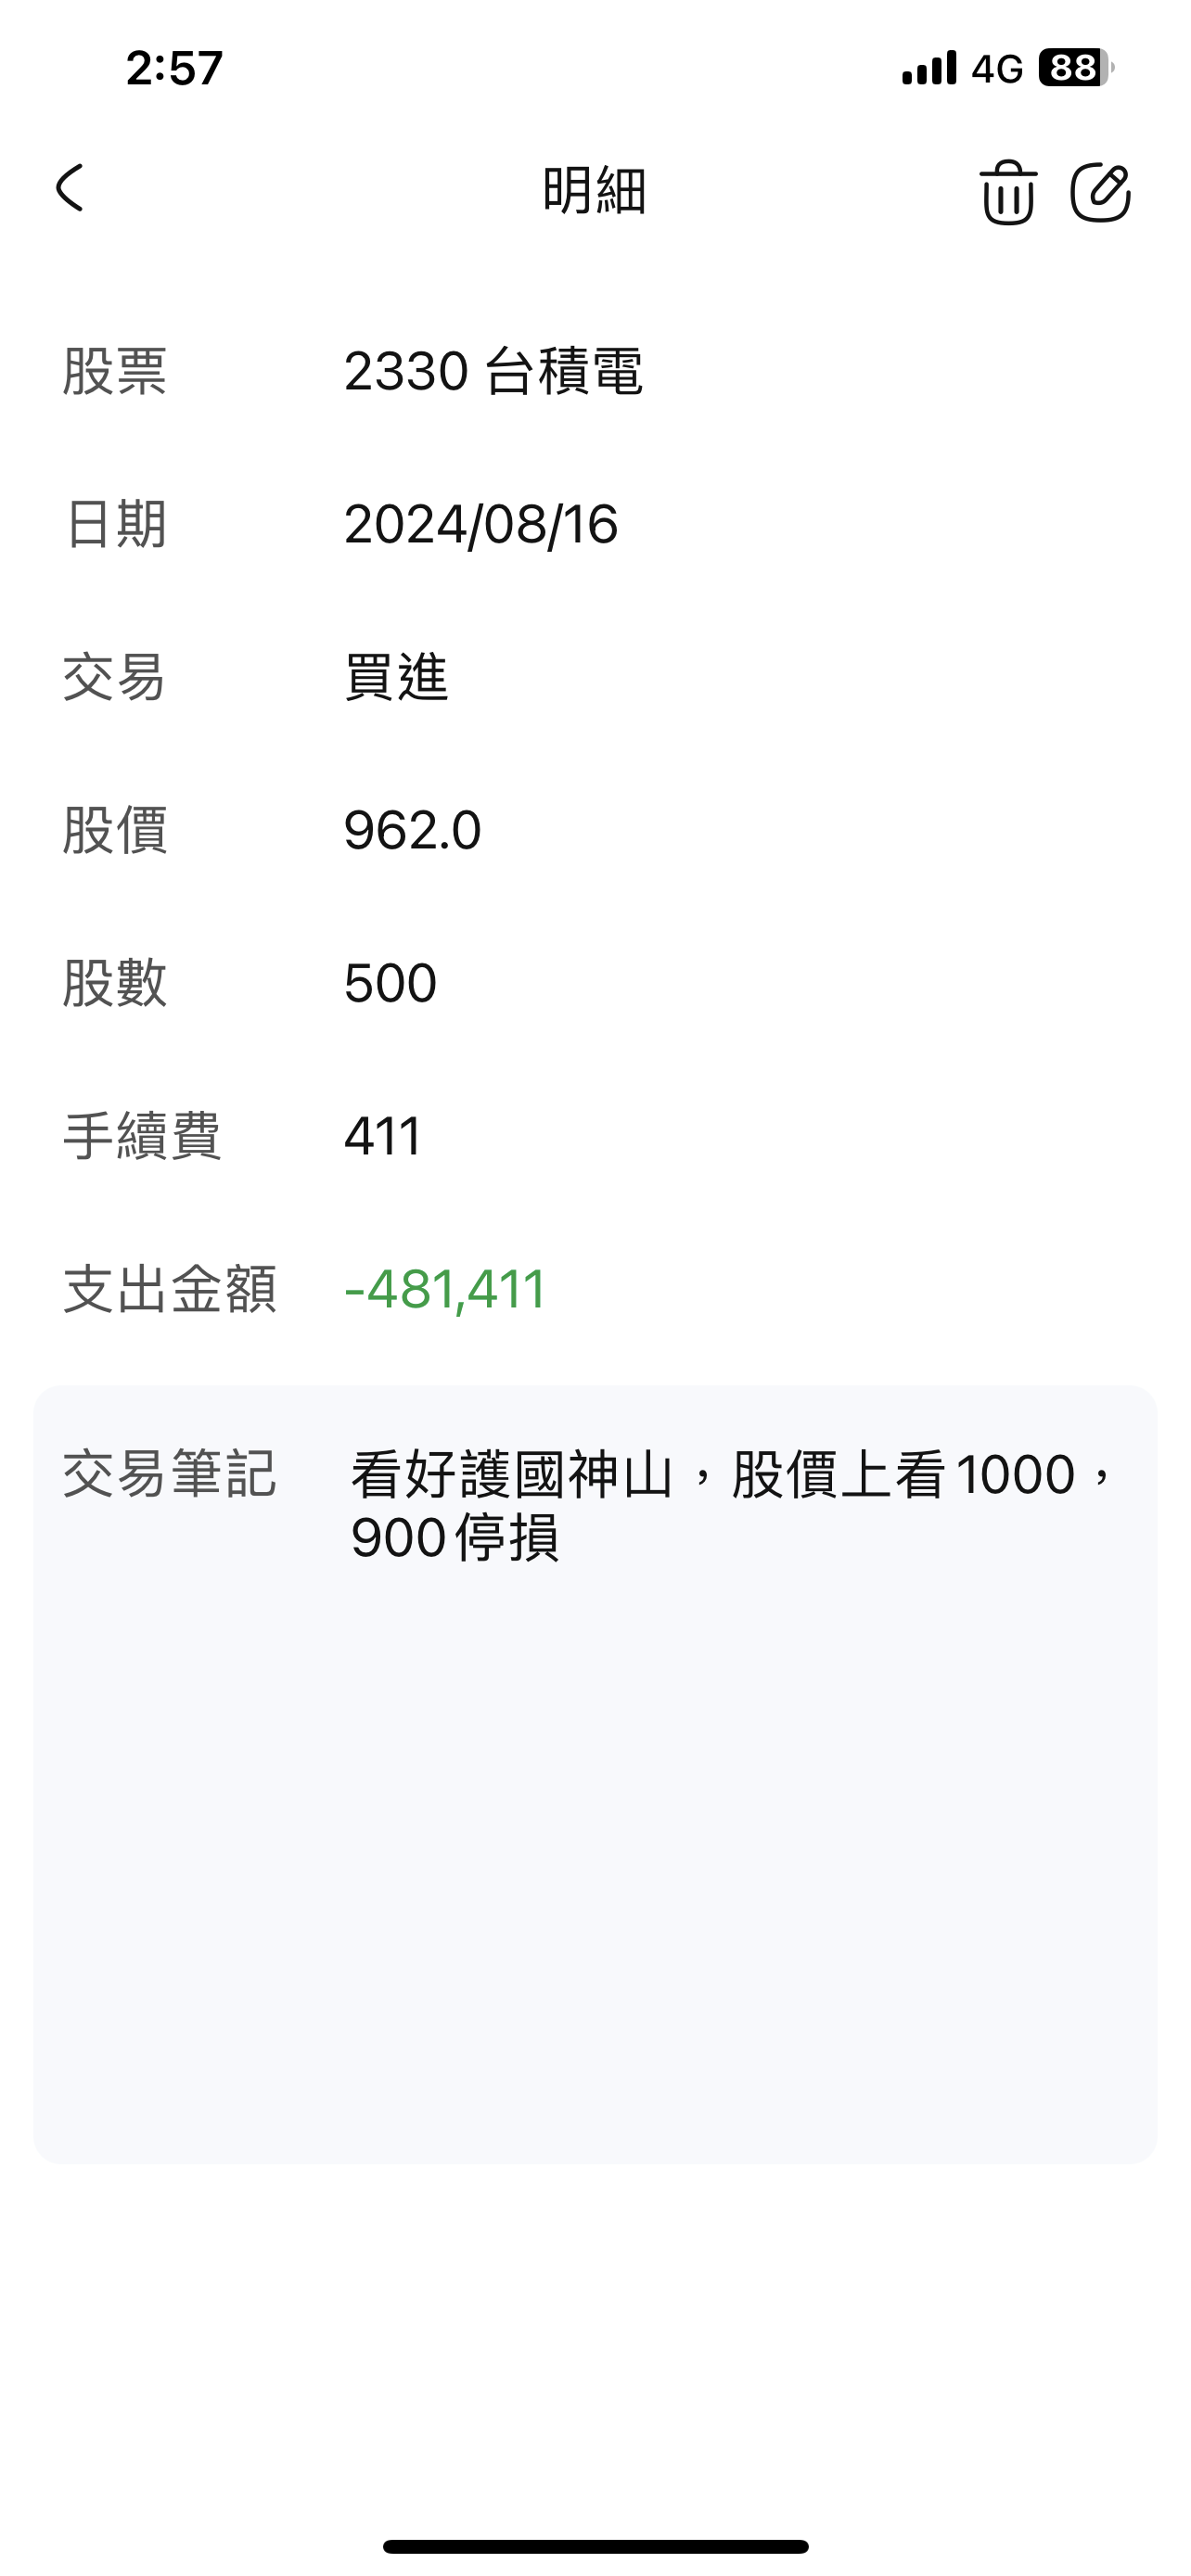 2:57 4G 88
明細
股票 2330 台積電
日期 2024/08/16
交易 買進
股價 962.0
股數 500
手續費 411
支出金額 -481,411
交易筆記 看好護國神山，股價上看 1000，
900 停損